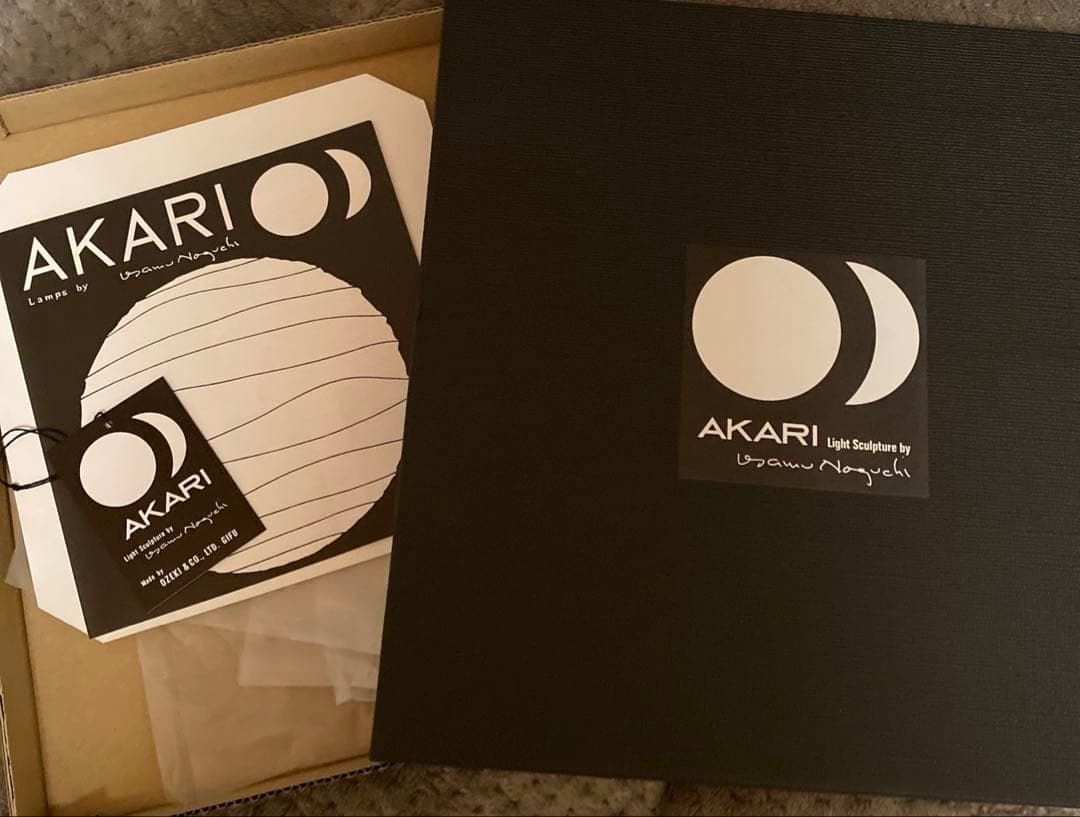 AKARI
Lamps by Isamu Noguchi
AKARI
Light Sculpture by
Isamu Noguchi
Made by
OZEKI & CO., LTD. GIFU
AKARI Light Sculpture by
Isamu Noguchi